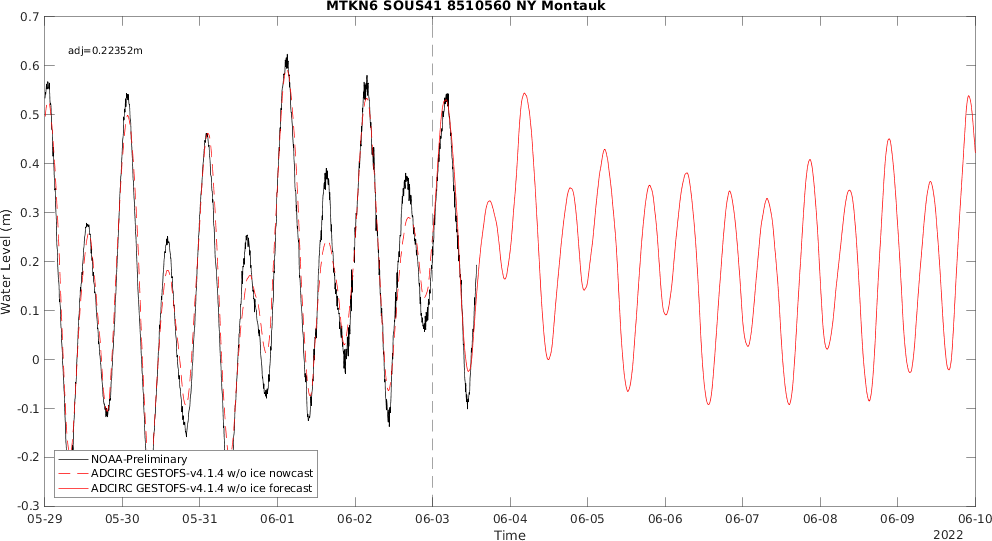 MTKN6 SOUS41 8510560 NY Montauk
adj=0.22352m
Water Level (m)
0.7
0.6
0.5
0.4
0.3
0.2
0.1
0
-0.1
-0.2
-0.3
NOAA-Preliminary
ADCIRC GESTOFS-v4.1.4 w/o ice nowcast
ADCIRC GESTOFS-v4.1.4 w/o ice forecast
05-29 05-30 05-31 06-01 06-02 06-03 06-04 06-05 06-06 06-07 06-08 06-09 06-10
Time
2022